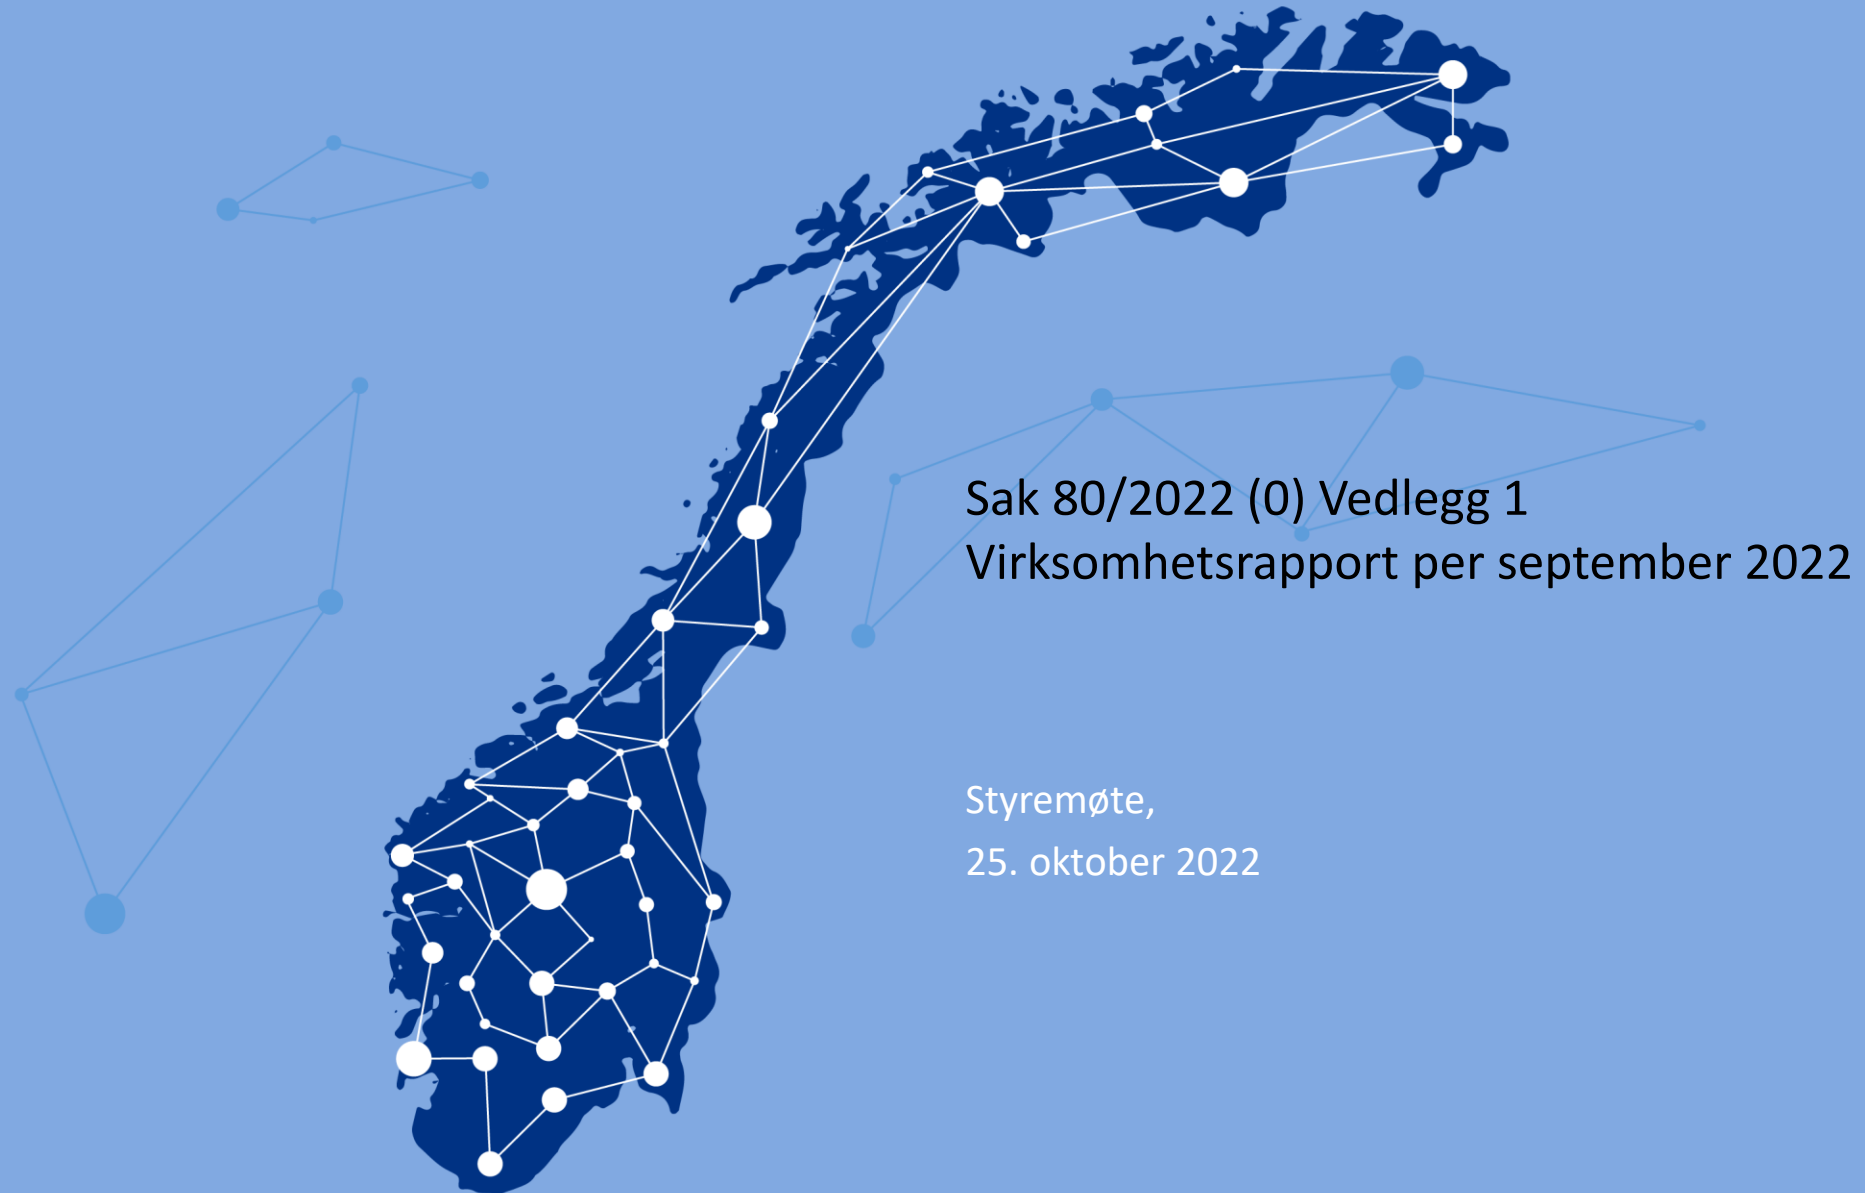 Sak 80/2022 (0) Vedlegg 1
Virksomhetsrapport per september 2022
Styremøte,
25. oktober 2022